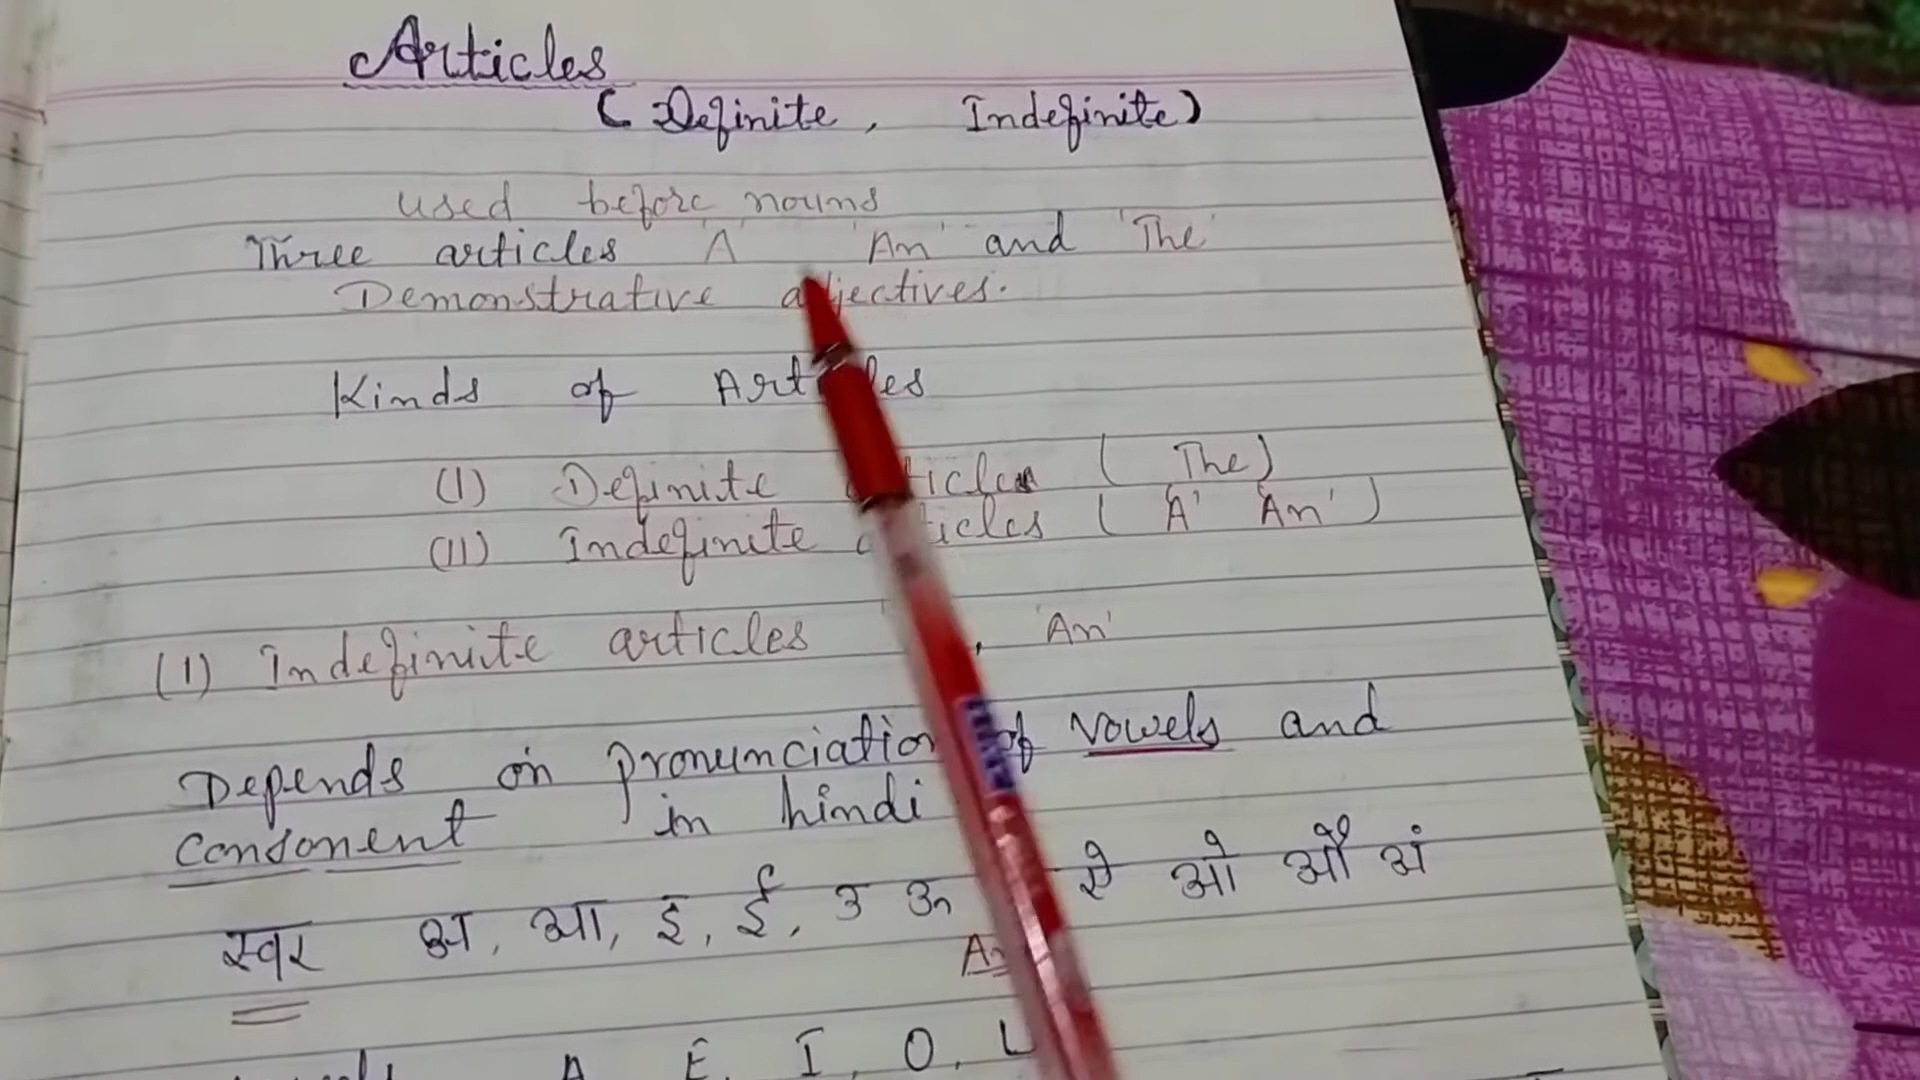 Articles
( Definite, Indefinite)
used before nouns
Three articles 'A' 'An' and 'The'
Demonstrative adjectives.
Kinds of Articles
(I) Definite articles ( The)
(II) Indefinite articles ( 'A' 'An' )
(1) Indefinite articles , 'An'
Depends on pronunciation of vowels and
consonent in hindi
स्वर अ, आ, इ, ई, उ ऊ ऐ ओ औ अं
A, E, I, O,